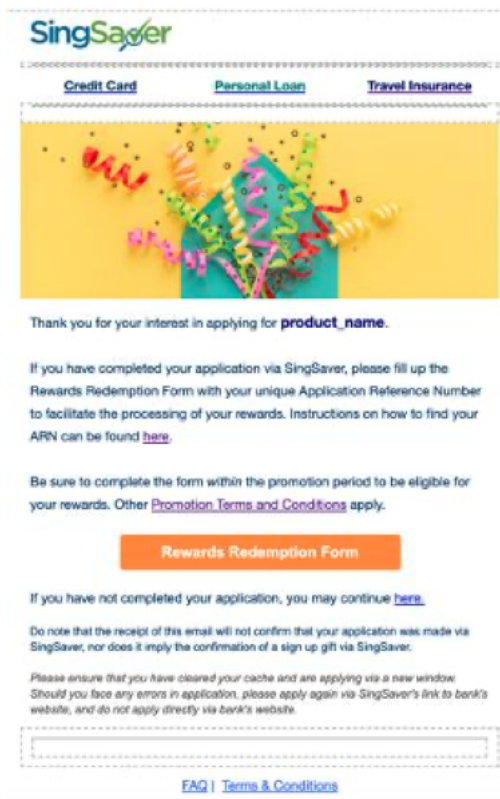 SingSaver
Credit Card Personal Loan Travel Insurance
Thank you for your interest in applying for product_name.
If you have completed your application via SingSaver, please fill up the
Rewards Redemption Form with your unique Application Reference Number
to facilitate the processing of your rewards. Instructions on how to find your
ARN can be found here.
Be sure to complete the form within the promotion period to be eligible for
your rewards. Other Promotion Terms and Conditions apply.
Rewards Redemption Form
If you have not completed your application, you may continue here.
Do note that the receipt of this email will not confirm that your application was made via
SingSaver, nor does it imply the confirmation of a sign up gift via SingSaver.
Please ensure that you have cleared your cache and are applying via a new window.
Should you face any errors in application, please apply again via SingSaver's link to bank's
website, and do not apply directly via bank's website.
FAQ | Terms & Conditions